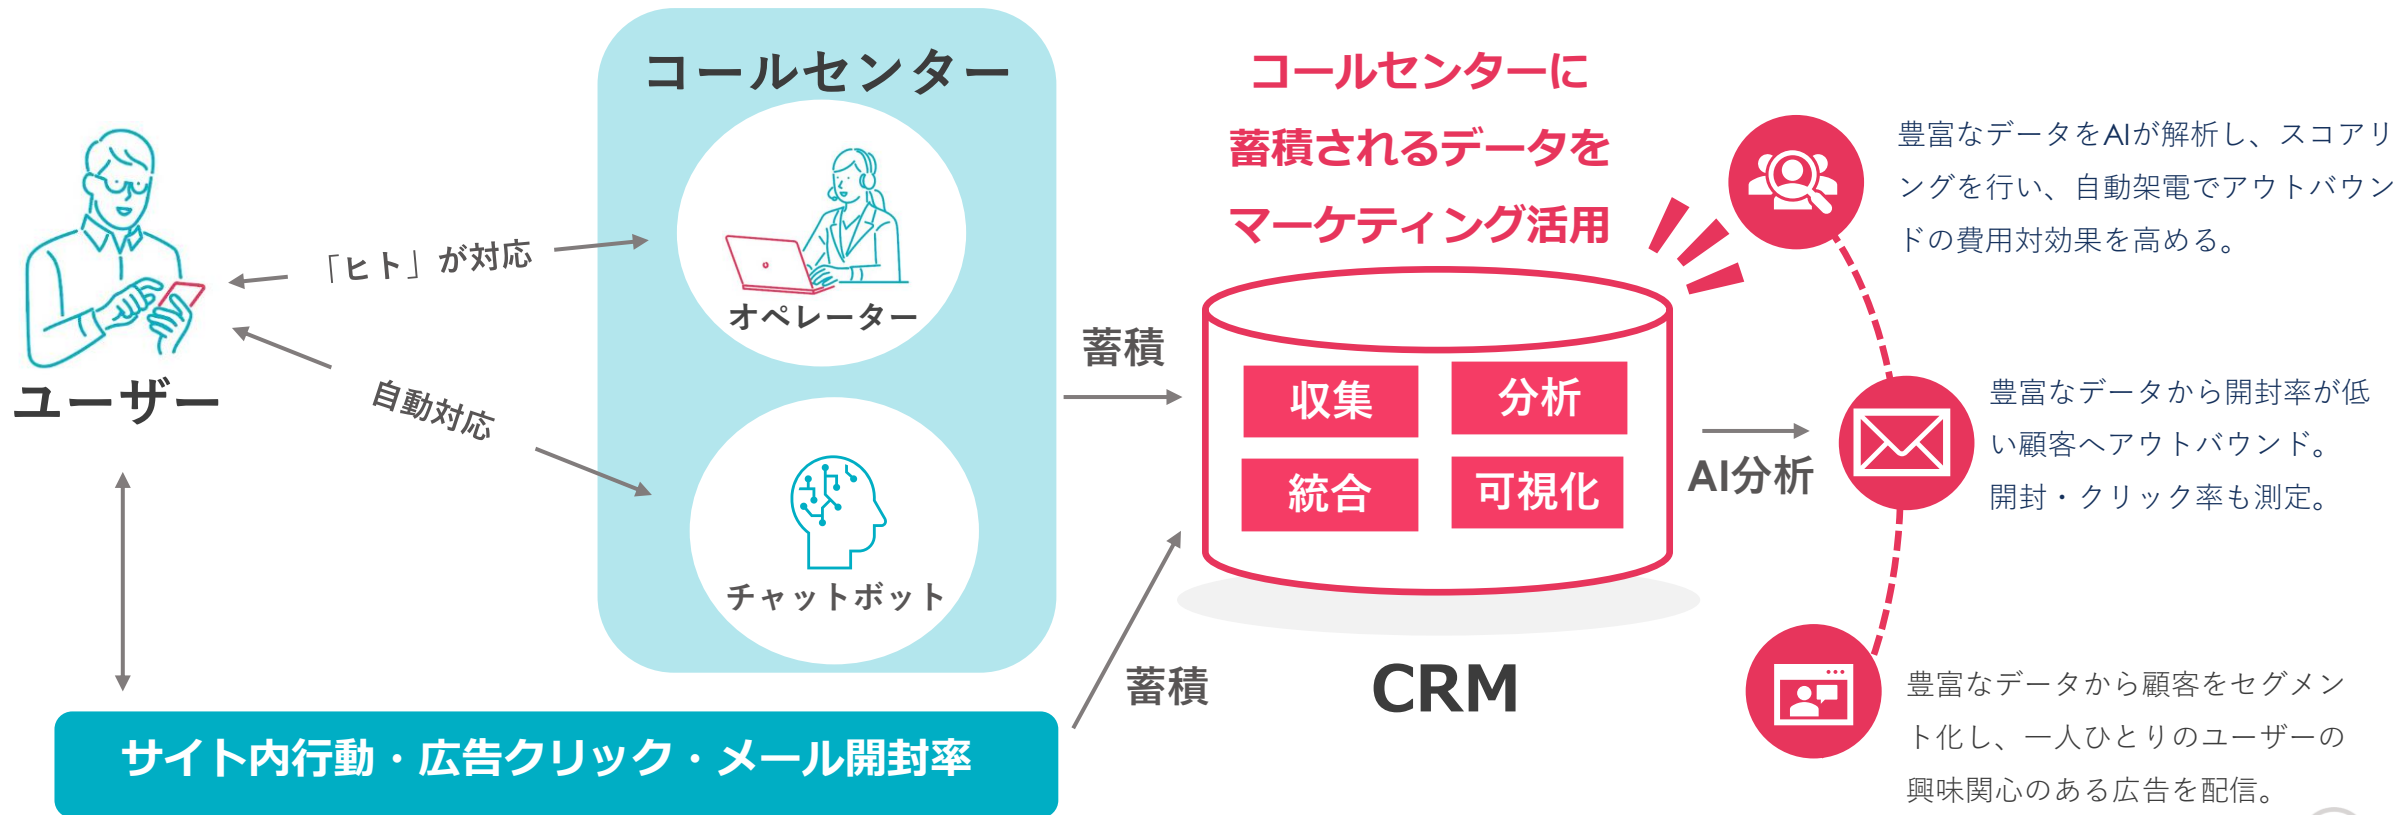 コールセンター
オペレーター
チャットボット
ユーザー
「ヒト」が対応
自動対応
サイト内行動・広告クリック・メール開封率
蓄積
蓄積
コールセンターに
蓄積されるデータを
マーケティング活用
収集
分析
統合
可視化
CRM
AI分析
豊富なデータをAIが解析し、スコアリ
ングを行い、自動架電でアウトバウン
ドの費用対効果を高める。
豊富なデータから開封率が低
い顧客へアウトバウンド。
開封・クリック率も測定。
豊富なデータから顧客をセグメン
ト化し、一人ひとりのユーザーの
興味関心のある広告を配信。